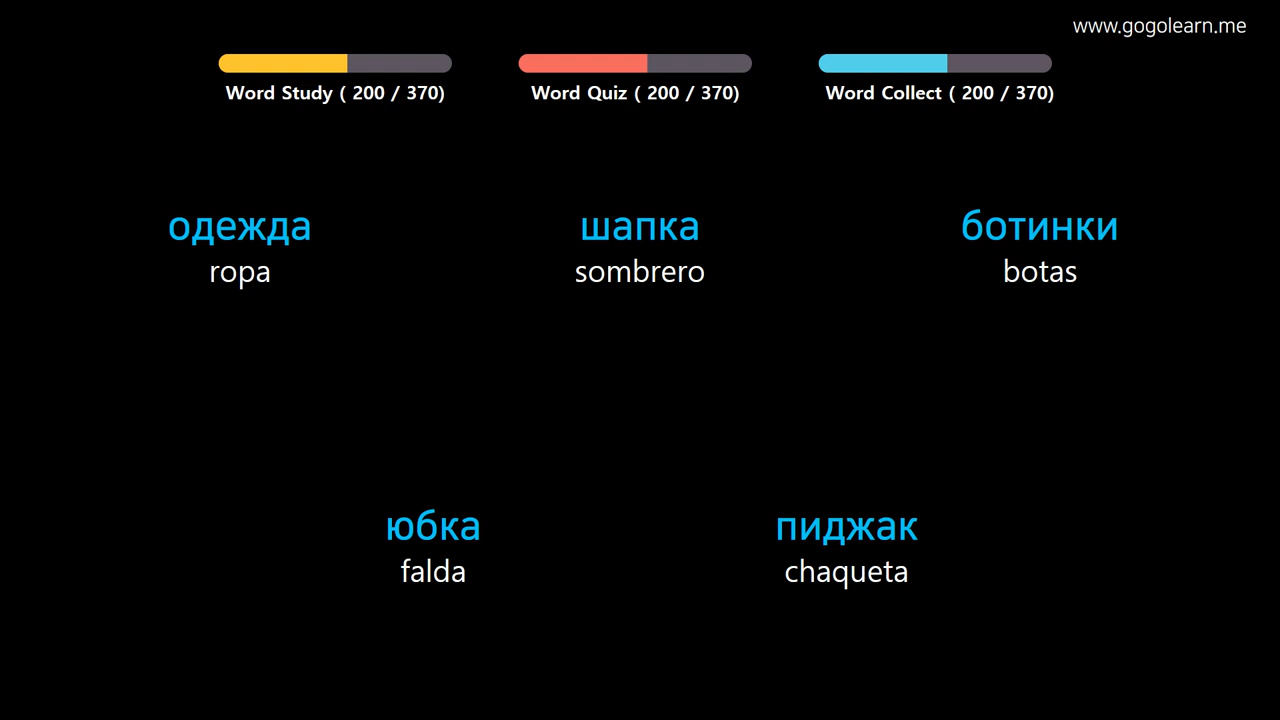 www.gogolearn.me
Word Study ( 200 / 370)
Word Quiz ( 200 / 370)
Word Collect ( 200 / 370)
одежда
ropa
шапка
sombrero
ботинки
botas
юбка
falda
пиджак
chaqueta